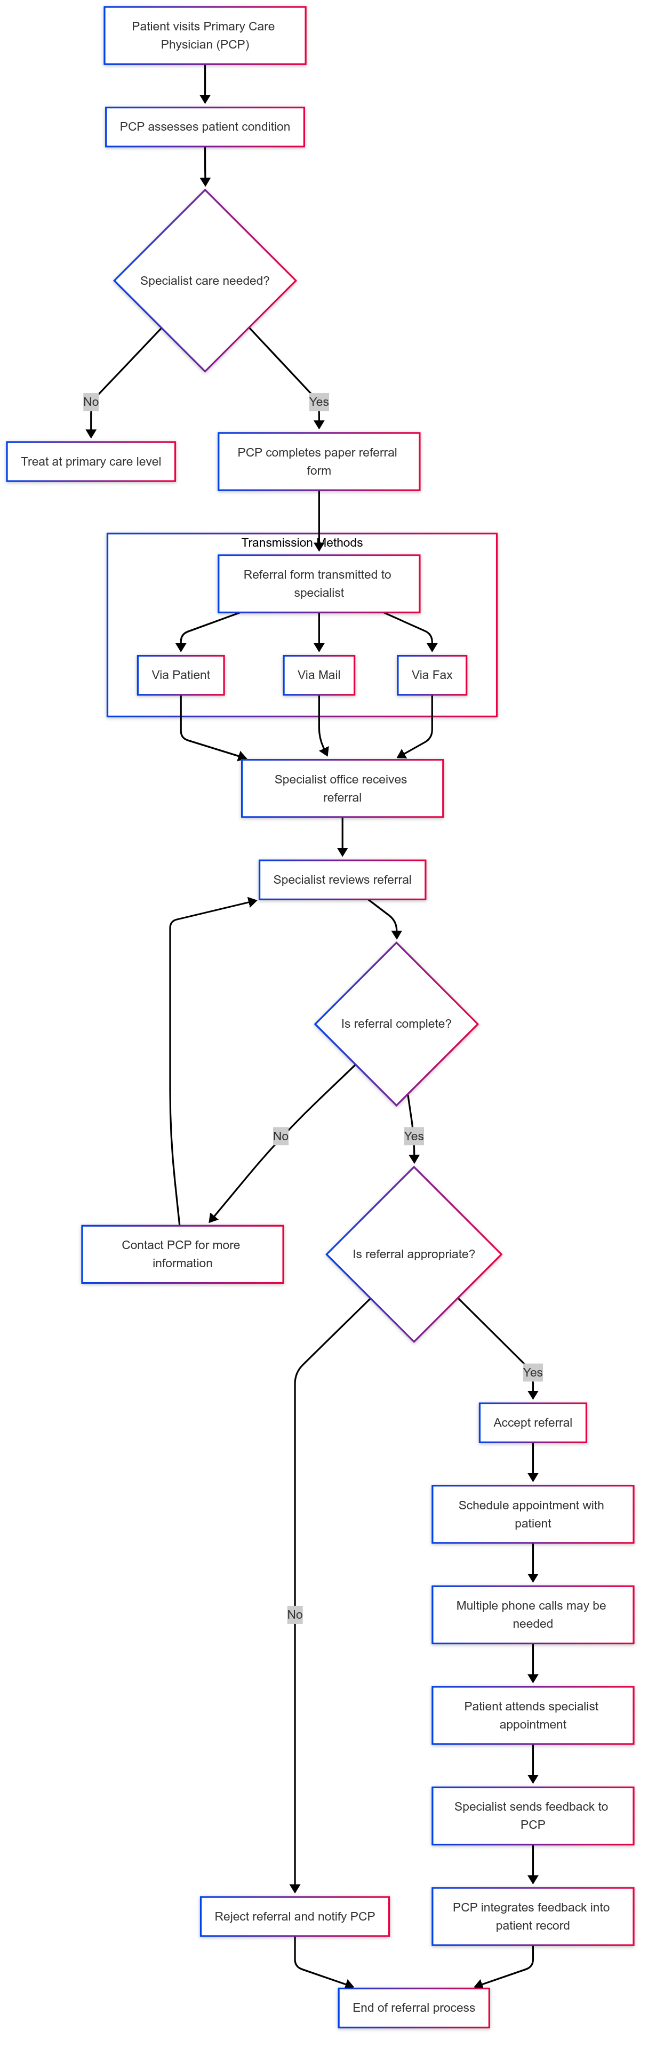 Patient visits Primary Care
Physician (PCP)
PCP assesses patient condition
Specialist care needed?
No
Yes
Treat at primary care level
PCP completes paper referral
form
Transmission Methods
Referral form transmitted to
specialist
Via Patient
Via Mail
Via Fax
Specialist office receives
referral
Specialist reviews referral
Is referral complete?
No
Yes
Contact PCP for more
information
Is referral appropriate?
Yes
Accept referral
Schedule appointment with
patient
Multiple phone calls may be
needed
No
Patient attends specialist
appointment
Specialist sends feedback to
PCP
Reject referral and notify PCP
PCP integrates feedback into
patient record
End of referral process